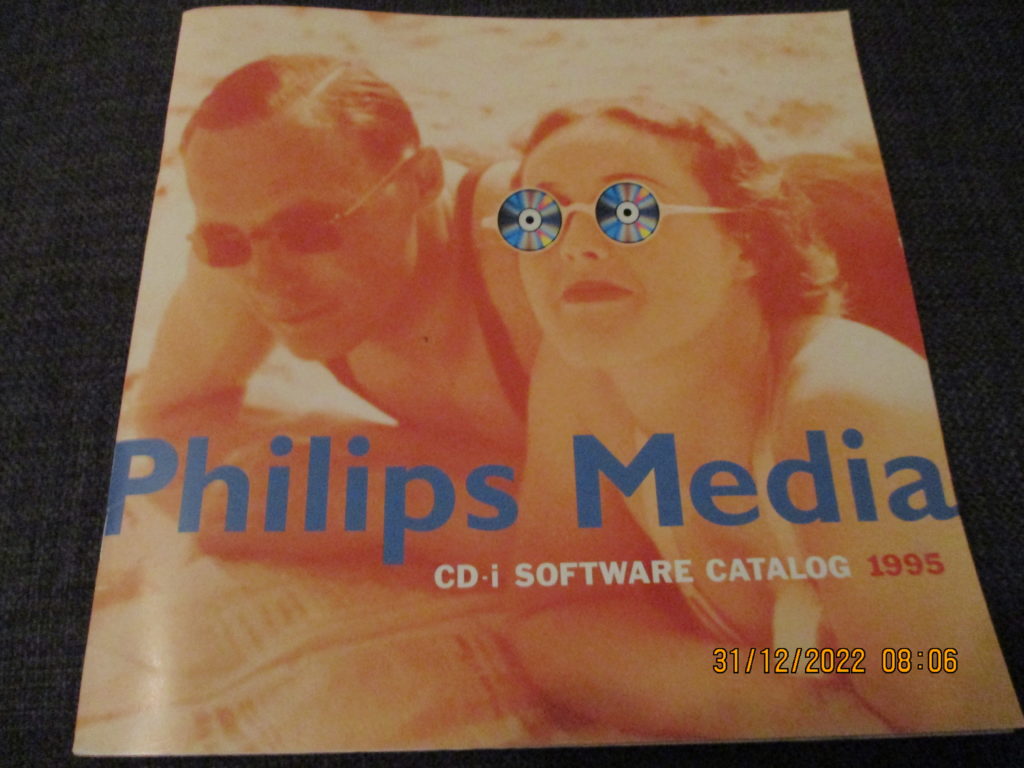 Philips Media
CD·i SOFTWARE CATALOG 1995
31/12/2022 08:06